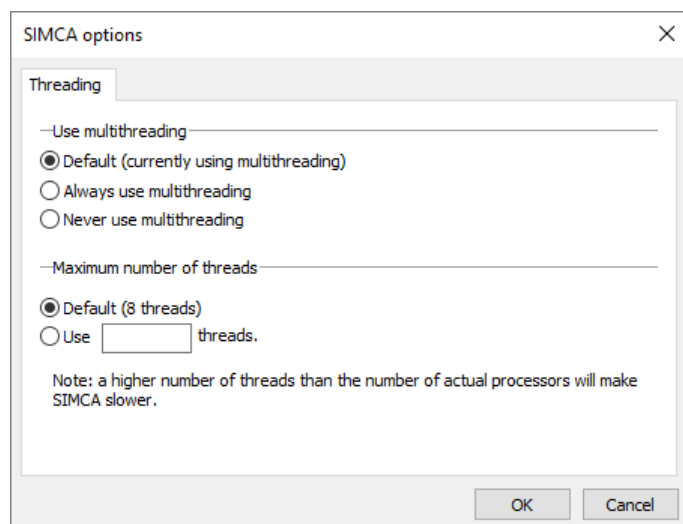 SIMCA options
Threading
Use multithreading
Default (currently using multithreading)
Always use multithreading
Never use multithreading
Maximum number of threads
Default (8 threads)
Use threads.
Note: a higher number of threads than the number of actual processors will make
SIMCA slower.
OK Cancel